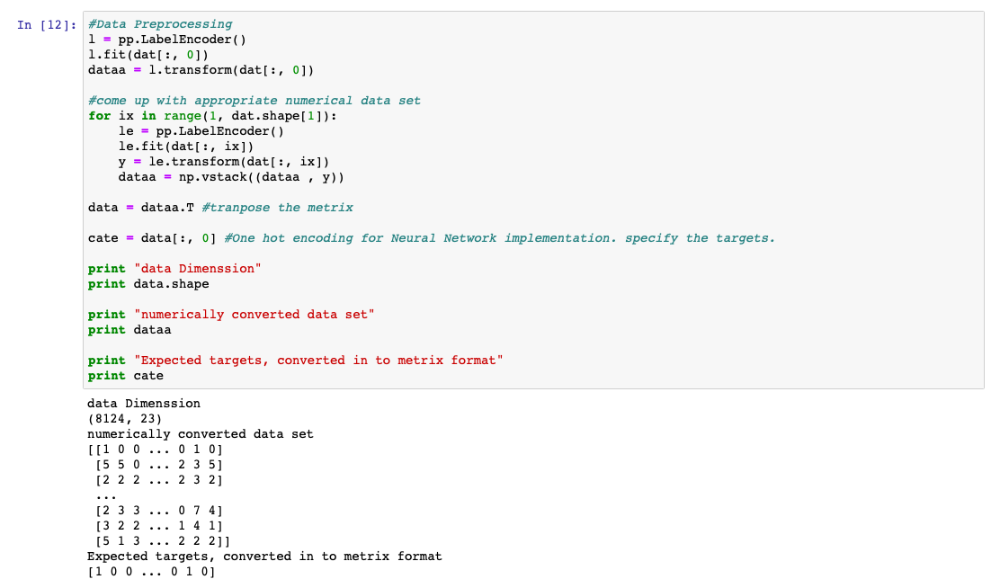 In [12]: #Data Preprocessing
l = pp.LabelEncoder()
l.fit(dat[:, 0])
dataa = l.transform(dat[:, 0])
#come up with appropriate numerical data set
for ix in range(1, dat.shape[1]):
    le = pp.LabelEncoder()
    le.fit(dat[:, ix])
    y = le.transform(dat[:, ix])
    dataa = np.vstack((dataa , y))
data = dataa.T #tranpose the metrix
cate = data[:, 0] #One hot encoding for Neural Network implementation. specify the targets.
print "data Dimenssion"
print data.shape
print "numerically converted data set"
print dataa
print "Expected targets, converted in to metrix format"
print cate
data Dimenssion
(8124, 23)
numerically converted data set
[[1 0 0 ... 0 1 0]
 [5 5 0 ... 2 3 5]
 [2 2 2 ... 2 3 2]
 ...
 [2 3 3 ... 0 7 4]
 [3 2 2 ... 1 4 1]
 [5 1 3 ... 2 2 2]]
Expected targets, converted in to metrix format
[1 0 0 ... 0 1 0]